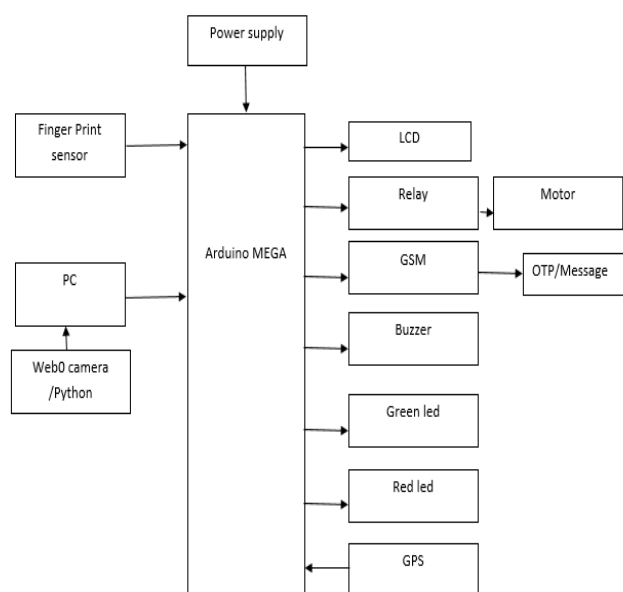 Power supply
Finger Print
sensor
LCD
Relay
Motor
Arduino MEGA
GSM
OTP/Message
PC
Buzzer
Web0 camera
/Python
Green led
Red led
GPS